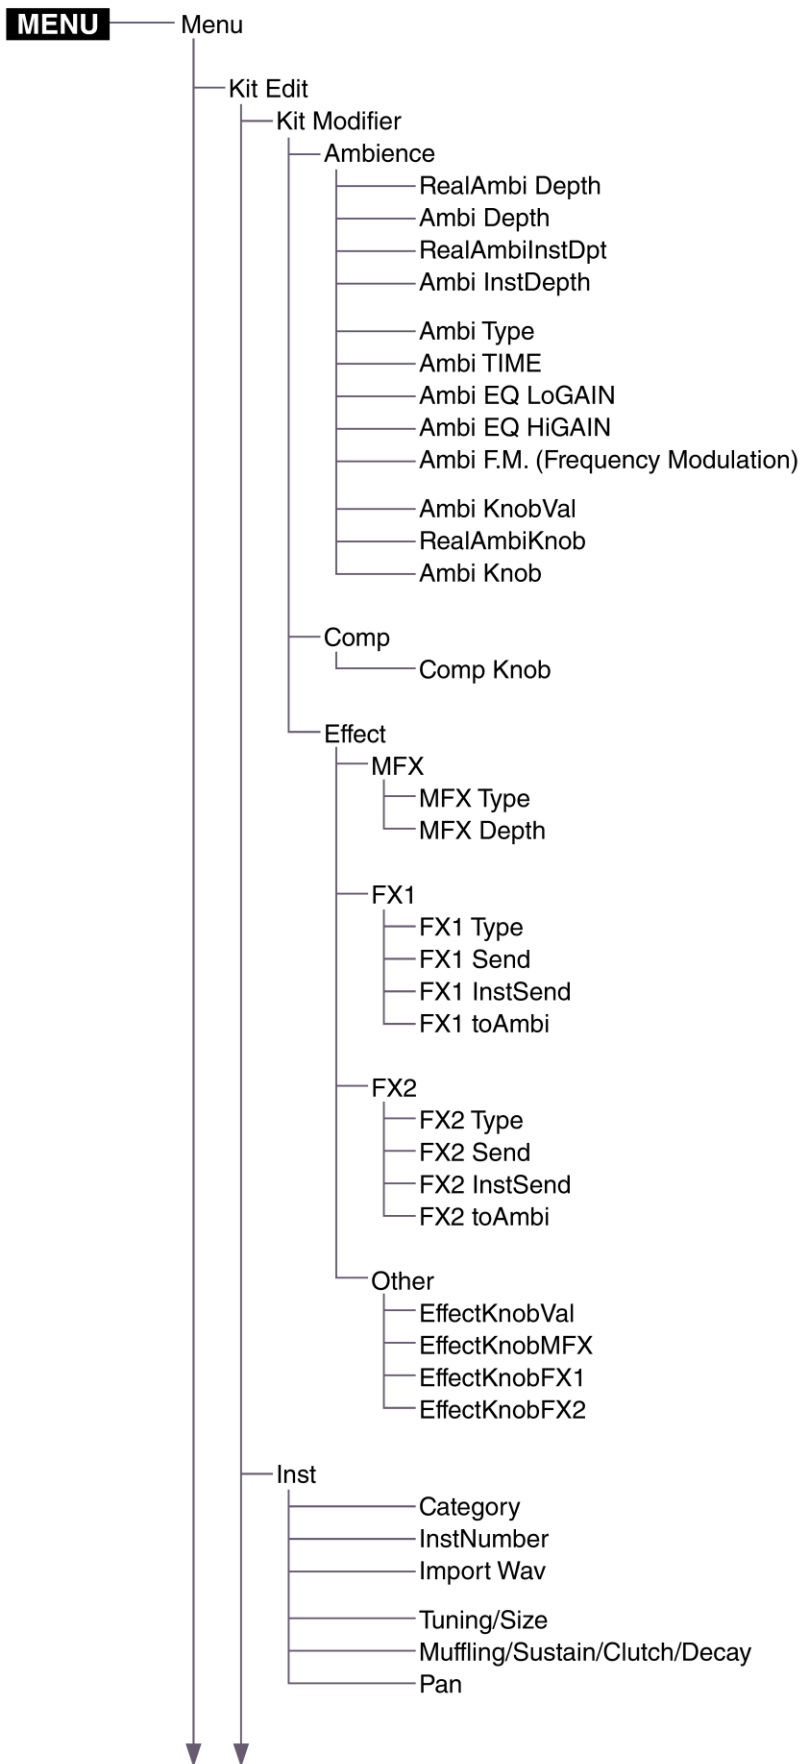 MENU Menu
Kit Edit
Kit Modifier
Ambience
RealAmbi Depth
Ambi Depth
RealAmbiInstDpt
Ambi InstDepth
Ambi Type
Ambi TIME
Ambi EQ LoGAIN
Ambi EQ HiGAIN
Ambi F.M. (Frequency Modulation)
Ambi KnobVal
RealAmbiKnob
Ambi Knob
Comp
Comp Knob
Effect
MFX
MFX Type
MFX Depth
FX1
FX1 Type
FX1 Send
FX1 InstSend
FX1 toAmbi
FX2
FX2 Type
FX2 Send
FX2 InstSend
FX2 toAmbi
Other
EffectKnobVal
EffectKnobMFX
EffectKnobFX1
EffectKnobFX2
Inst
Category
InstNumber
Import Wav
Tuning/Size
Muffling/Sustain/Clutch/Decay
Pan